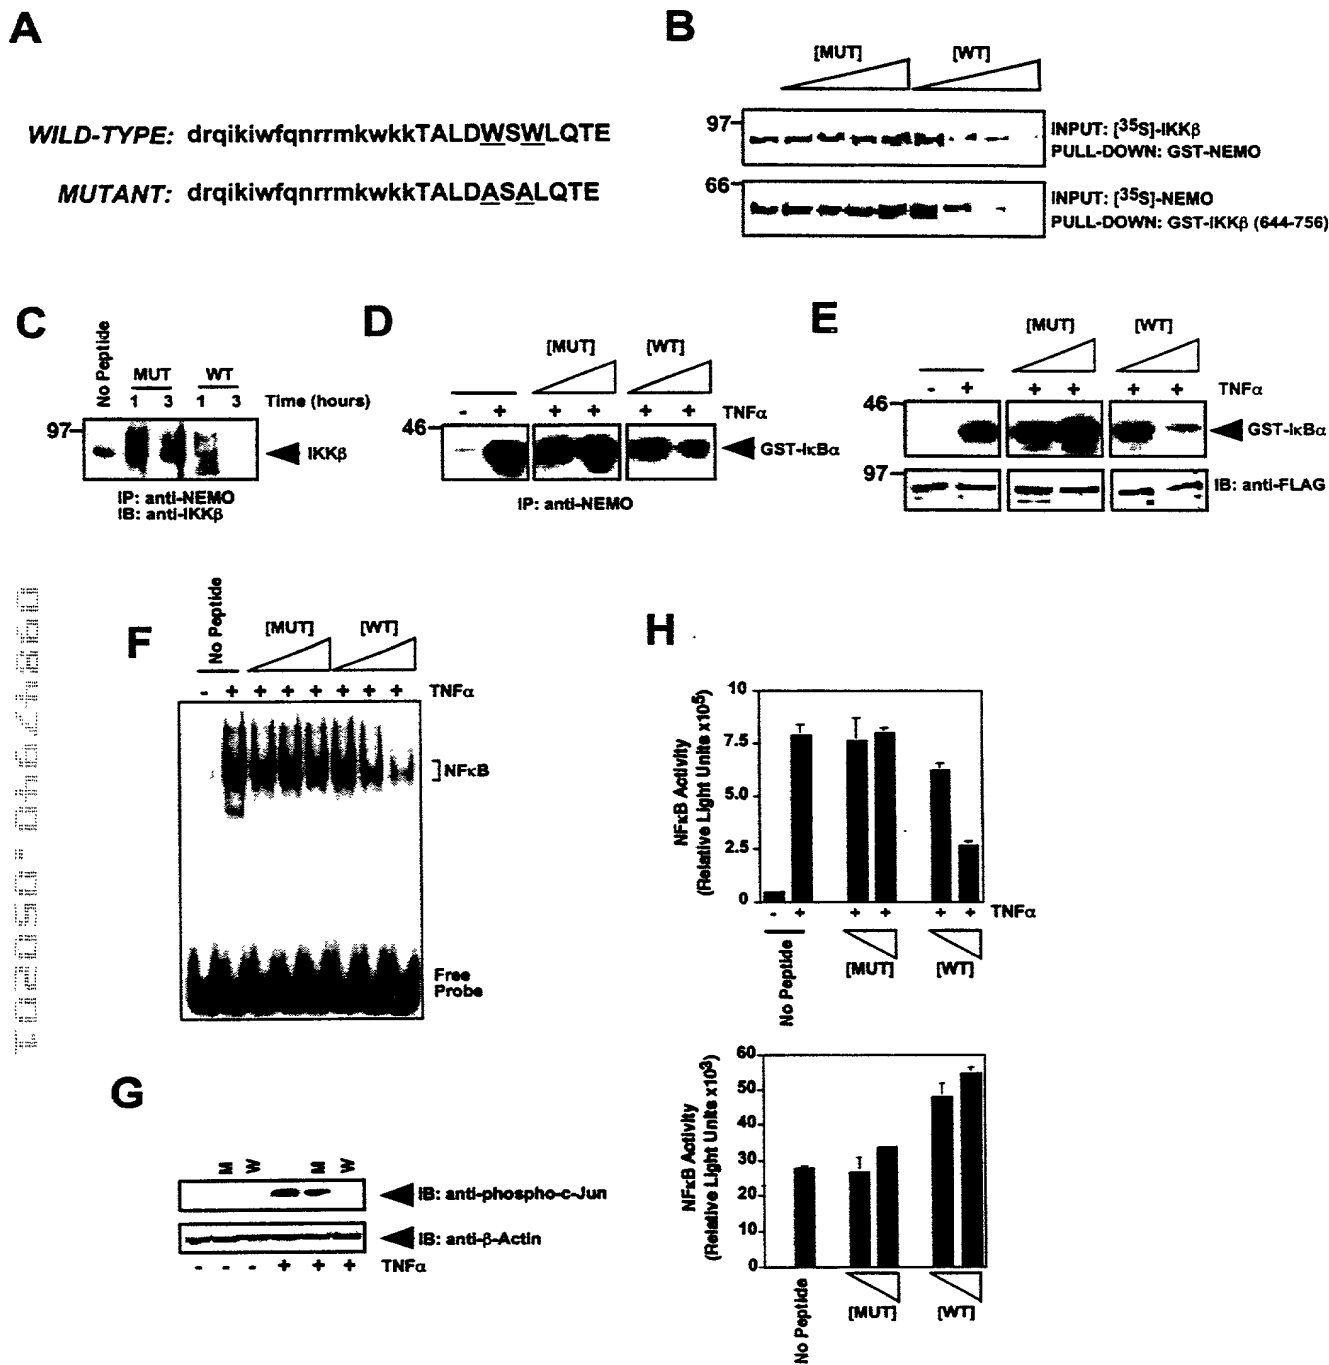 A
WILD-TYPE: drqikiwfqnrrmkwkkTALDWSWLQTE
MUTANT: drqikiwfqnrrmkwkkTALDASALQTE
B
[MUT] [WT]
97
INPUT: [35S]-IKKβ
PULL-DOWN: GST-NEMO
66
INPUT: [35S]-NEMO
PULL-DOWN: GST-IKKβ (644-756)
C
No Peptide
MUT WT
1 3 1 3 Time (hours)
97
IKKβ
IP: anti-NEMO
IB: anti-IKKβ
D
[MUT] [WT]
- + + + + + TNFα
46
GST-IκBα
IP: anti-NEMO
E
[MUT] [WT]
- + + + + + TNFα
46
GST-IκBα
97
IB: anti-FLAG
F
No Peptide
[MUT] [WT]
- + + + + + + + TNFα
NFκB
Free
Probe
G
M W M W
IB: anti-phospho-c-Jun
IB: anti-β-Actin
- - - + + + TNFα
H
NFκB Activity
(Relative Light Units x10⁵)
10
7.5
5.0
2.5
0
- + + + + + TNFα
No Peptide
[MUT] [WT]
NFκB Activity
(Relative Light Units x10³)
60
50
40
30
20
10
0
No Peptide
[MUT] [WT]